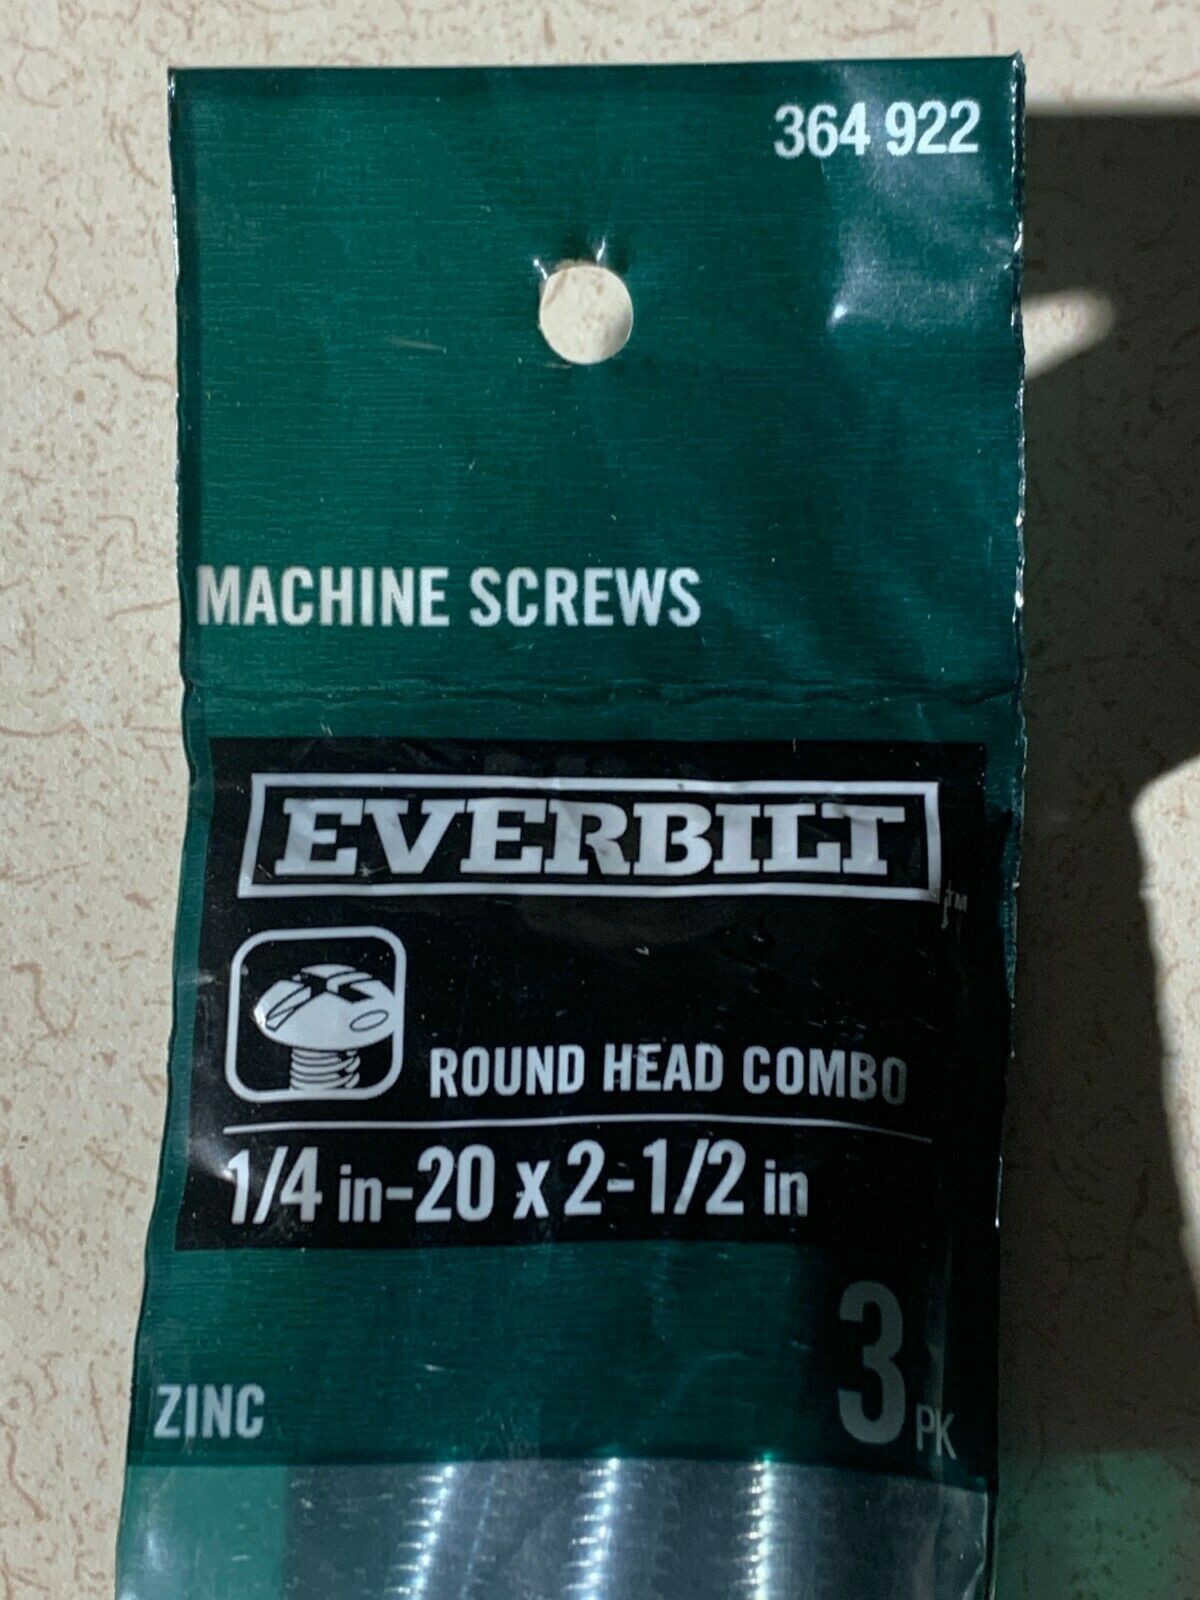 364 922
MACHINE SCREWS
EVERBILT
TM
ROUND HEAD COMBO
1/4 in-20 x 2-1/2 in
3 PK
ZINC